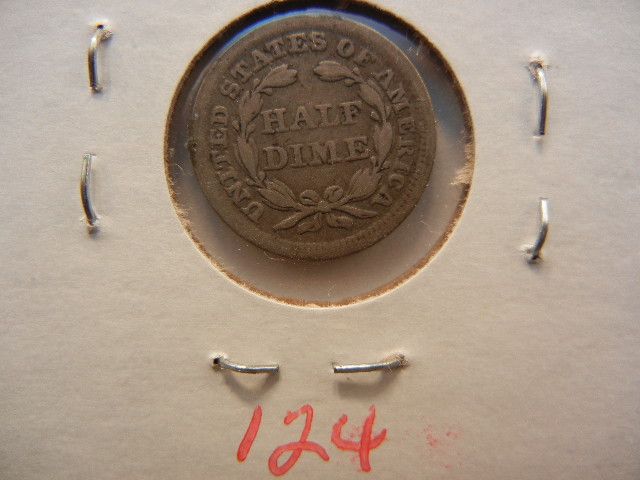 UNITED STATES OF AMERICA
HALF
DIME
124